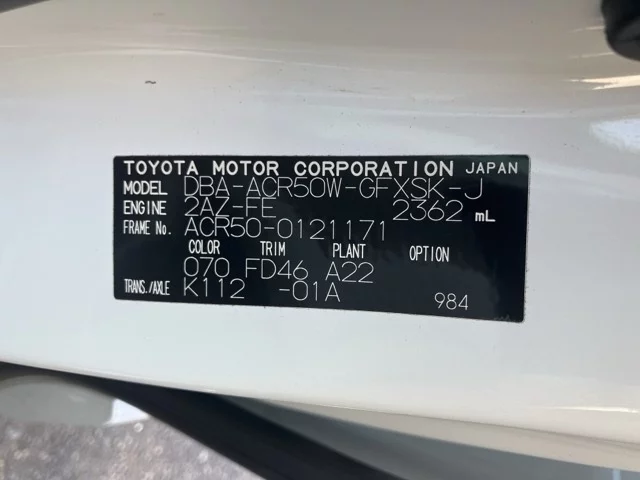 TOYOTA MOTOR CORPORATION JAPAN
MODEL DBA-ACR50W-GFXSK-J
ENGINE 2AZ-FE 2362 mL
FRAME No. ACR50-0121171
COLOR TRIM PLANT OPTION
070 FD46 A22
TRANS./AXLE K112 -01A 984